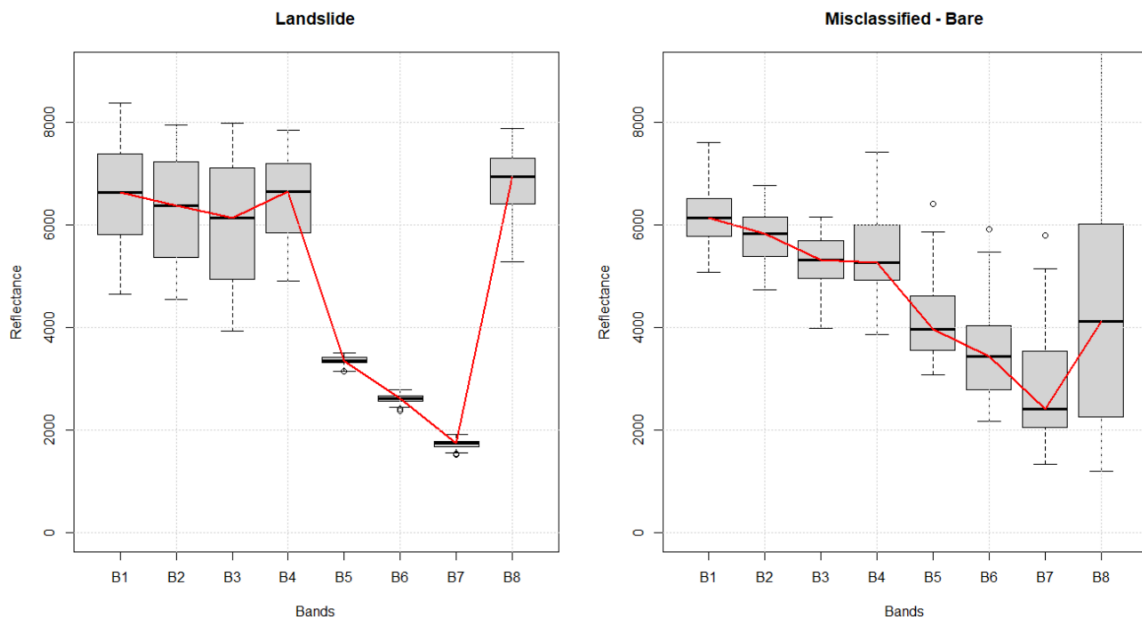 Landslide
Reflectance
8000
6000
4000
2000
0
B1 B2 B3 B4 B5 B6 B7 B8
Bands
Misclassified - Bare
Reflectance
8000
6000
4000
2000
0
B1 B2 B3 B4 B5 B6 B7 B8
Bands